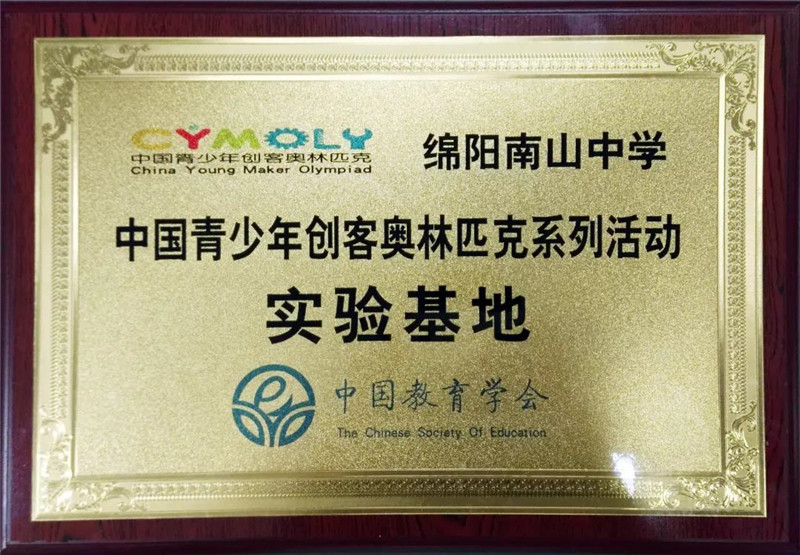 CYMOLY
中国青少年创客奥林匹克
China Young Maker Olympiad
绵阳南山中学
中国青少年创客奥林匹克系列活动
实验基地
中国教育学会
The Chinese Society Of Education